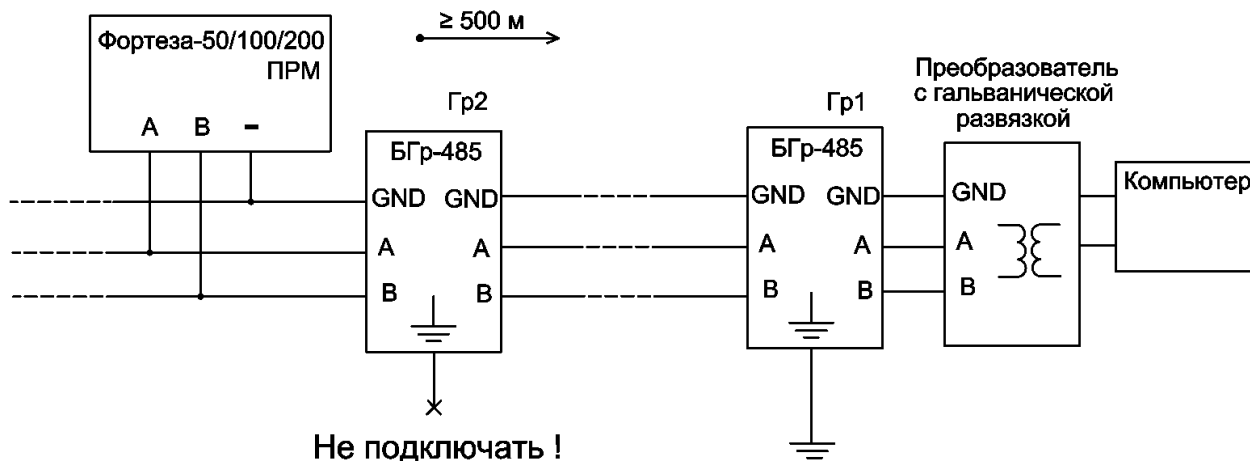 Фортеза-50/100/200
ПРМ
А В -
≥ 500 м
Гр2
БГр-485
GND GND
А А
В В
Не подключать !
Гр1
БГр-485
GND GND
А А
В В
Преобразователь
с гальванической
развязкой
GND
А
В
Компьютер